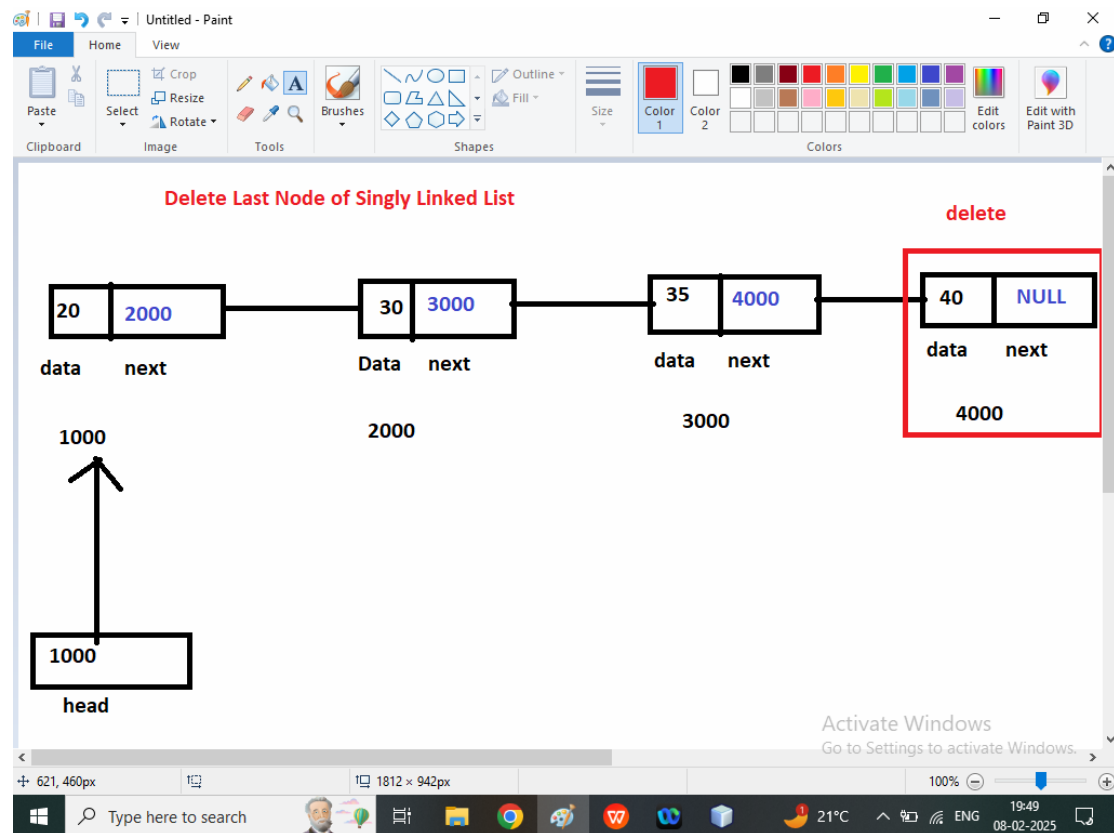 Untitled - Paint
File Home View
Paste
Select
Crop
Resize
Rotate
A
Brushes
Outline
Fill
Size
Color 1
Color 2
Edit colors
Edit with Paint 3D
Clipboard Image Tools Shapes Colors
Delete Last Node of Singly Linked List
delete
20 2000
30 3000
35 4000
40 NULL
data next
Data next
data next
data next
1000
2000
3000
4000
1000
head
Activate Windows
Go to Settings to activate Windows.
621, 460px
1812 × 942px
100%
Type here to search
21°C
ENG
19:49
08-02-2025